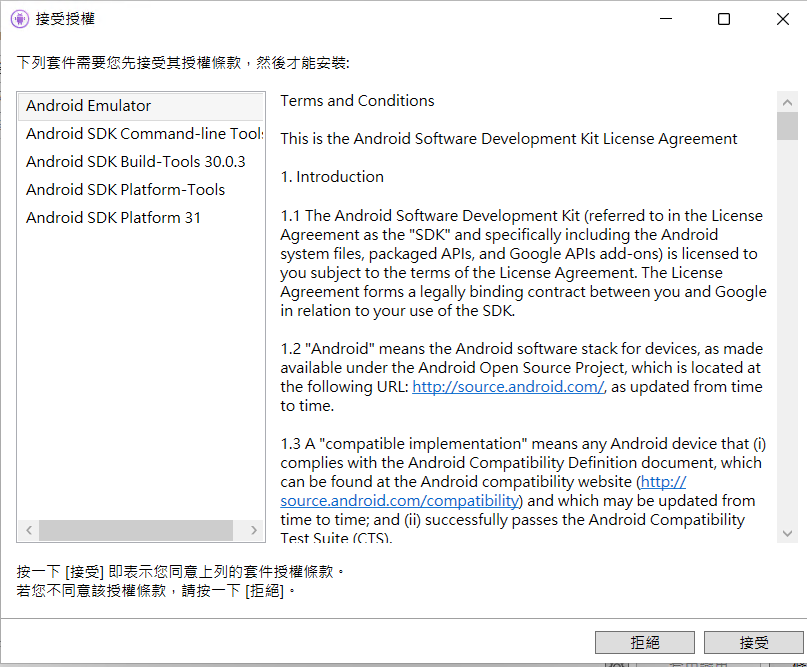 接受授權
下列套件需要您先接受其授權條款，然後才能安裝:
Android Emulator
Android SDK Command-line Tools
Android SDK Build-Tools 30.0.3
Android SDK Platform-Tools
Android SDK Platform 31
Terms and Conditions
This is the Android Software Development Kit License Agreement
1. Introduction
1.1 The Android Software Development Kit (referred to in the License
Agreement as the "SDK" and specifically including the Android
system files, packaged APIs, and Google APIs add-ons) is licensed to
you subject to the terms of the License Agreement. The License
Agreement forms a legally binding contract between you and Google
in relation to your use of the SDK.
1.2 "Android" means the Android software stack for devices, as made
available under the Android Open Source Project, which is located at
the following URL: http://source.android.com/, as updated from time
to time.
1.3 A "compatible implementation" means any Android device that (i)
complies with the Android Compatibility Definition document, which
can be found at the Android compatibility website (http://
source.android.com/compatibility) and which may be updated from
time to time; and (ii) successfully passes the Android Compatibility
Test Suite (CTS).
按一下 [接受] 即表示您同意上列的套件授權條款。
若您不同意該授權條款，請按一下 [拒絕]。
拒絕
接受